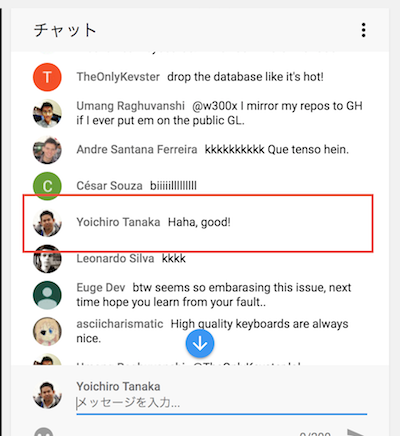 チャット
TheOnlyKevster drop the database like it's hot!
T
Umang Raghuvanshi @w300x I mirror my repos to GH
if I ever put em on the public GL.
Andre Santana Ferreira kkkkkkkkkk Que tenso hein.
C
César Souza biiiiilllllllll
Yoichiro Tanaka Haha, good!
Leonardo Silva kkkk
Euge Dev btw seems so embarasing this issue, next
time hope you learn from your fault..
asciicharismatic High quality keyboards are always
nice.
Yoichiro Tanaka
メッセージを入力...